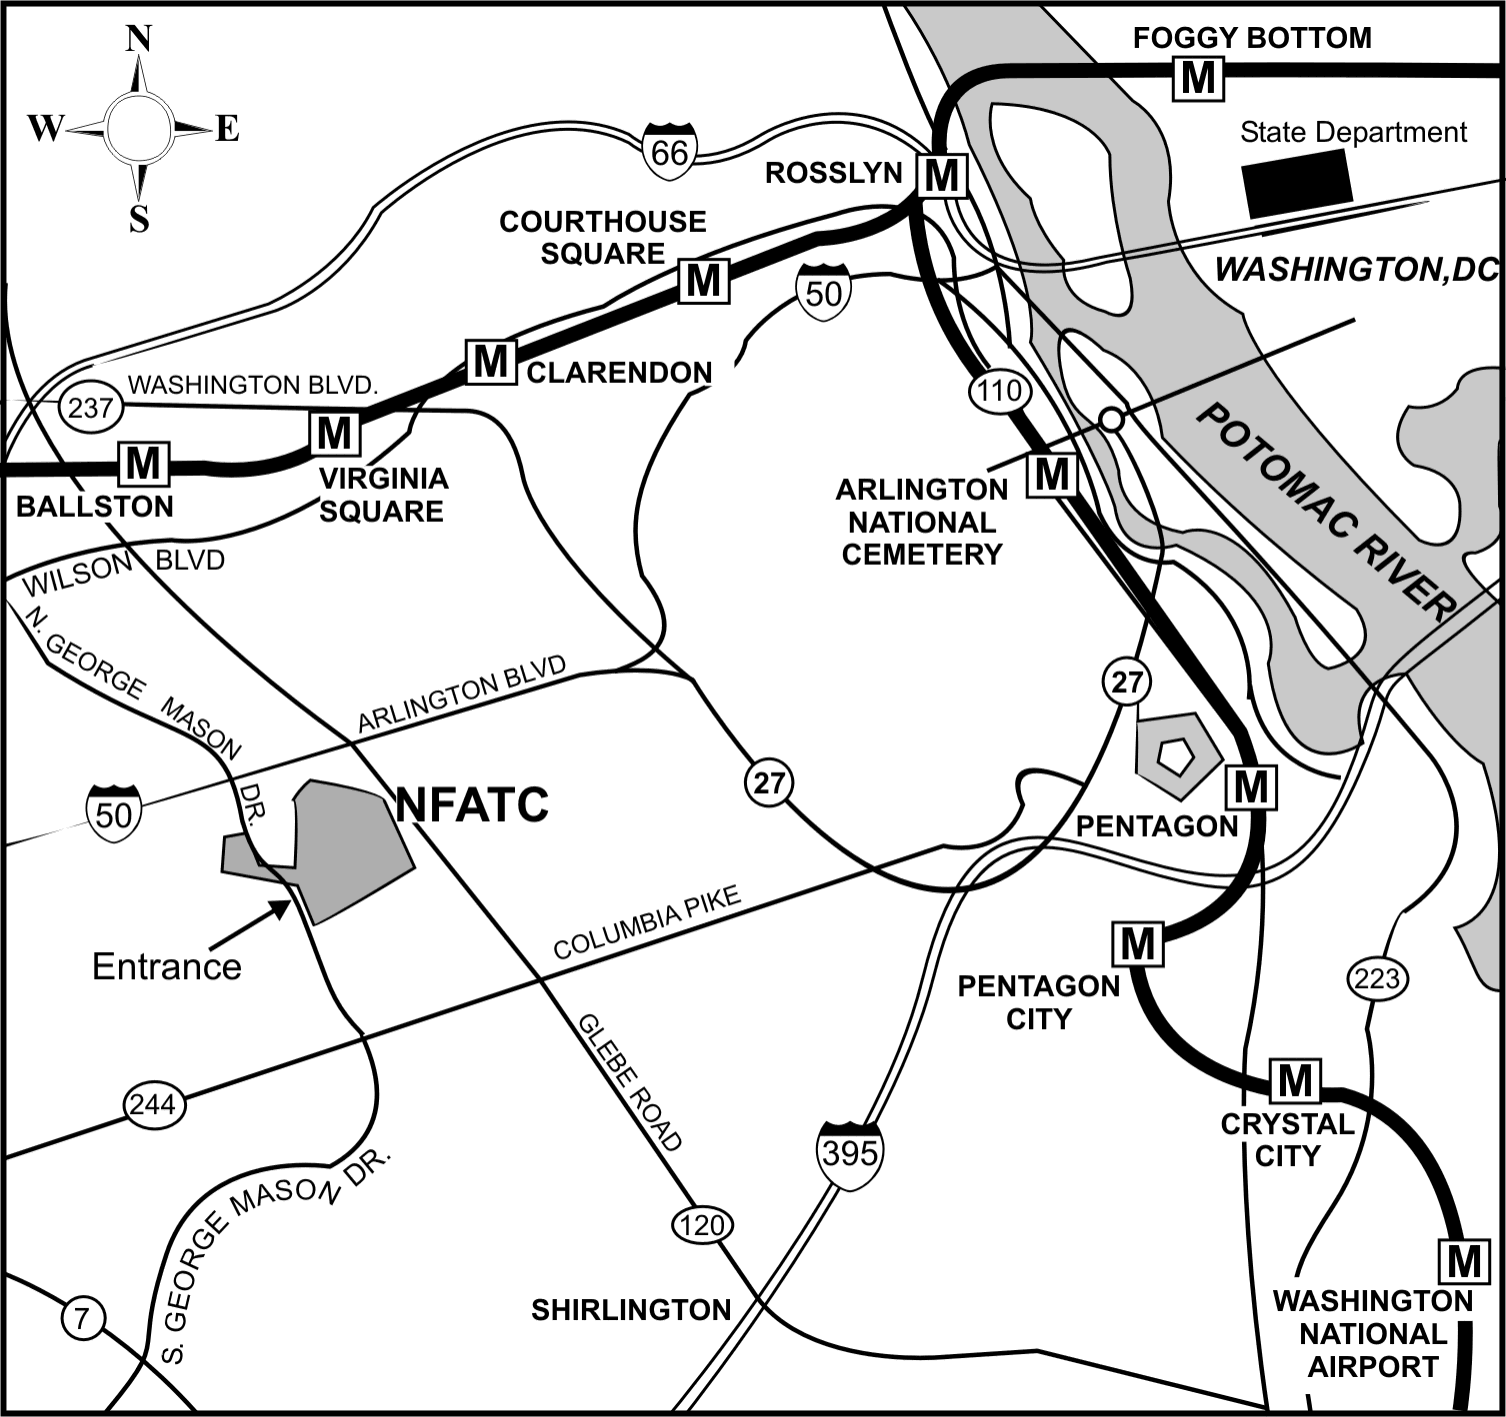 N
W
E
S
FOGGY BOTTOM
M
State Department
66
ROSSLYN
M
COURTHOUSE
SQUARE
M
50
WASHINGTON,DC
M
CLARENDON
WASHINGTON BLVD.
237
110
M
M
BALLSTON
VIRGINIA
SQUARE
ARLINGTON
NATIONAL
CEMETERY
M
POTOMAC RIVER
WILSON BLVD
N. GEORGE MASON DR.
ARLINGTON BLVD
27
27
50
NFATC
PENTAGON
M
Entrance
COLUMBIA PIKE
M
PENTAGON
CITY
223
244
GLEBE ROAD
M
CRYSTAL
CITY
395
S. GEORGE MASON DR.
120
M
7
SHIRLINGTON
WASHINGTON
NATIONAL
AIRPORT